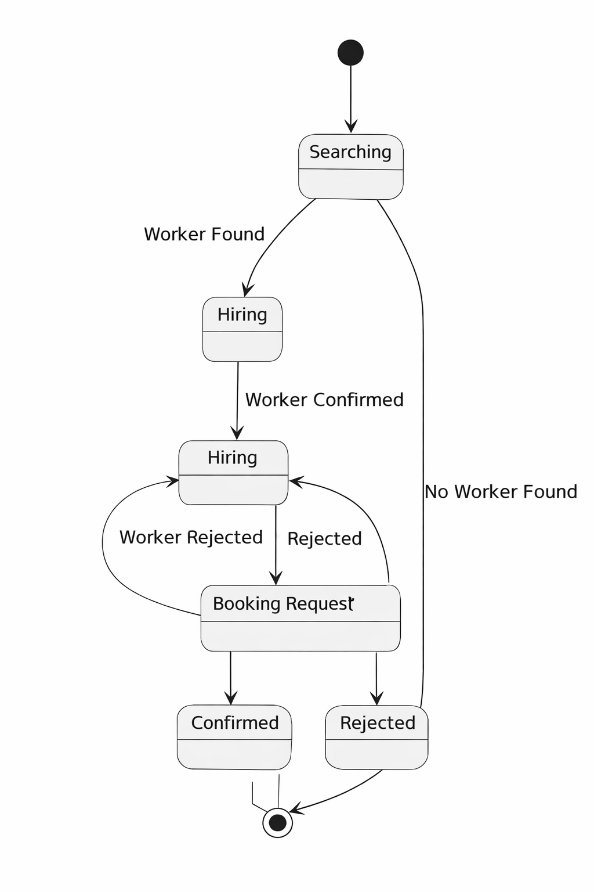 Searching
Worker Found
Hiring
Worker Confirmed
Hiring
No Worker Found
Worker Rejected
Rejected
Booking Request
Confirmed
Rejected